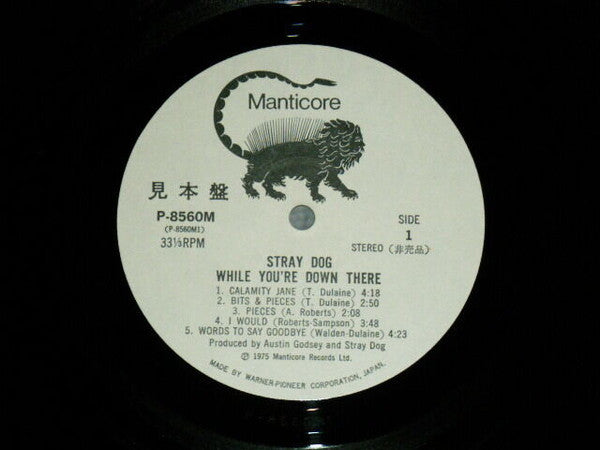 Manticore
見本盤
P-8560M
(P-8560M1)
33⅓RPM
SIDE
1
STEREO (非売品)
STRAY DOG
WHILE YOU'RE DOWN THERE
1. CALAMITY JANE (T. Dulaine) 4:18
2. BITS & PIECES (T. Dulaine) 2:50
3. PIECES (A. Roberts) 2:08
4. I WOULD (Roberts-Sampson) 3:48
5. WORDS TO SAY GOODBYE (Walden-Dulaine) 4:23
Produced by Austin Godsey and Stray Dog
℗ 1975 Manticore Records Ltd.
MADE BY WARNER-PIONEER CORPORATION, JAPAN.